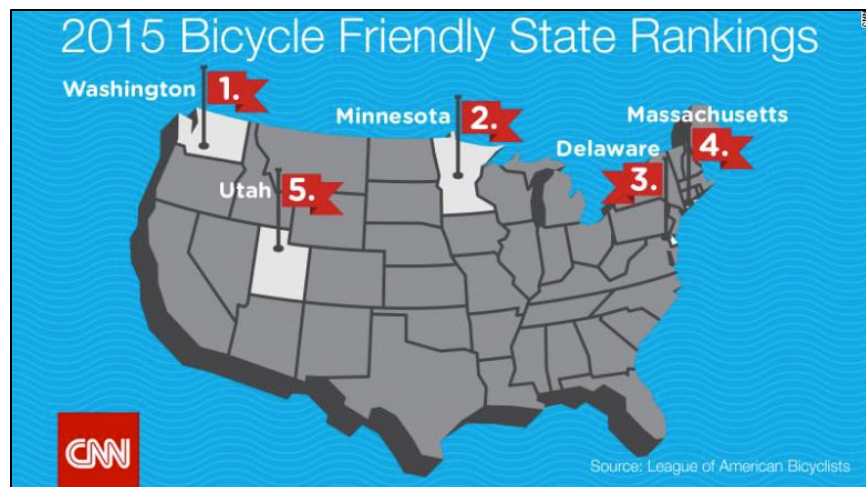 2015 Bicycle Friendly State Rankings
CNN
Washington 1.
Minnesota 2.
Massachusetts
4.
Delaware
3.
Utah 5.
CNN
Source: League of American Bicyclists